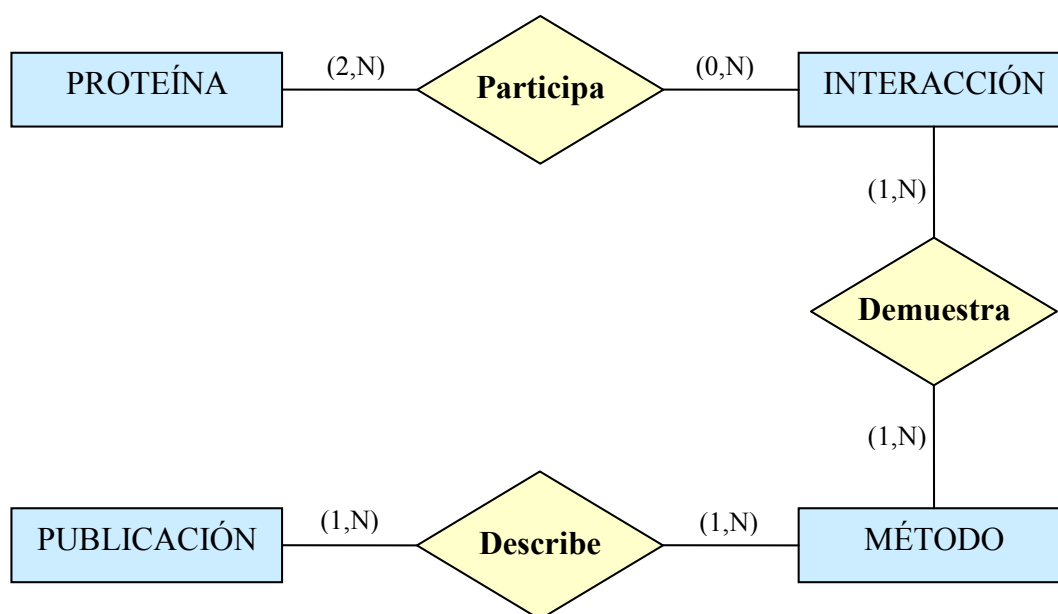 PROTEÍNA
(2,N)
Participa
(0,N)
INTERACCIÓN
(1,N)
Demuestra
(1,N)
PUBLICACIÓN
(1,N)
Describe
(1,N)
MÉTODO